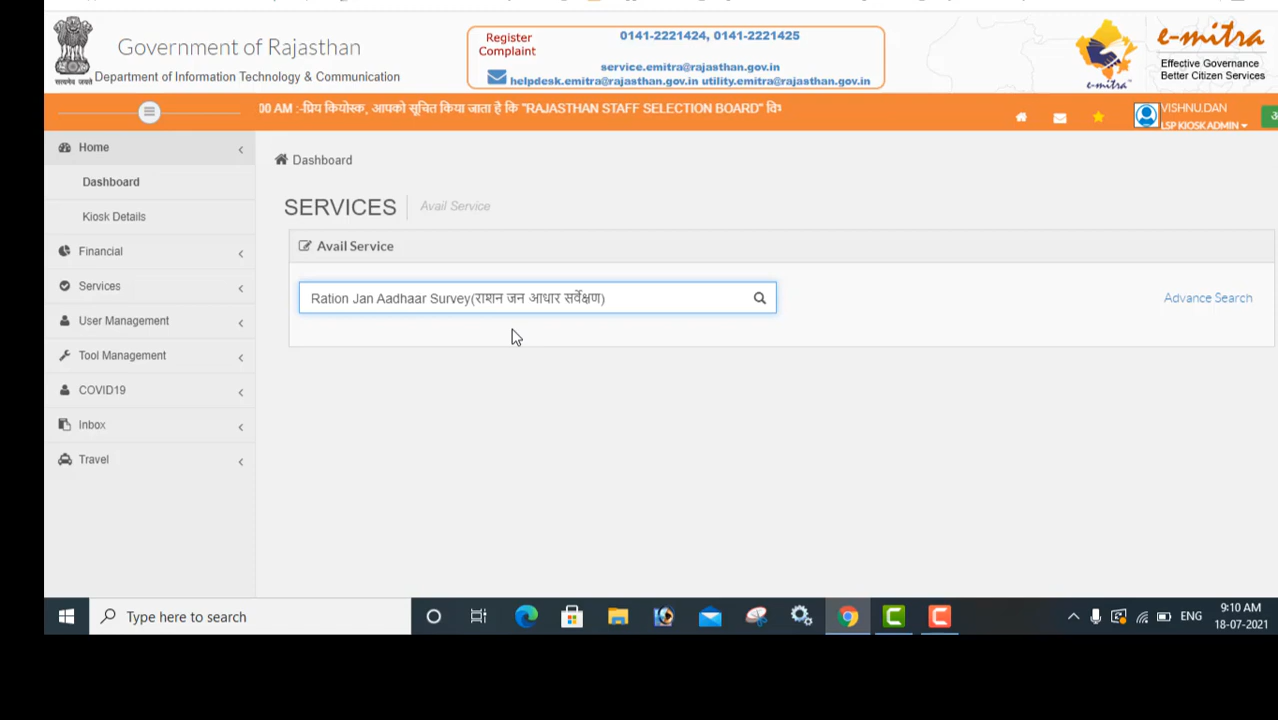 Government of Rajasthan
Department of Information Technology & Communication
Register
Complaint
0141-2221424, 0141-2221425
service.emitra@rajasthan.gov.in
helpdesk.emitra@rajasthan.gov.in utility.emitra@rajasthan.gov.in
e-mitra
e-mitra
Effective Governance
Better Citizen Services
00 AM :-प्रिय कियोस्क, आपको सूचित किया जाता है कि "RAJASTHAN STAFF SELECTION BOARD"
VISHNU.DAN
LSP KIOSK ADMIN
Home
Dashboard
Kiosk Details
Financial
Services
User Management
Tool Management
COVID19
Inbox
Travel
Dashboard
SERVICES
Avail Service
Avail Service
Ration Jan Aadhaar Survey(राशन जन आधार सर्वेक्षण)
Advance Search
Type here to search
ENG
9:10 AM
18-07-2021